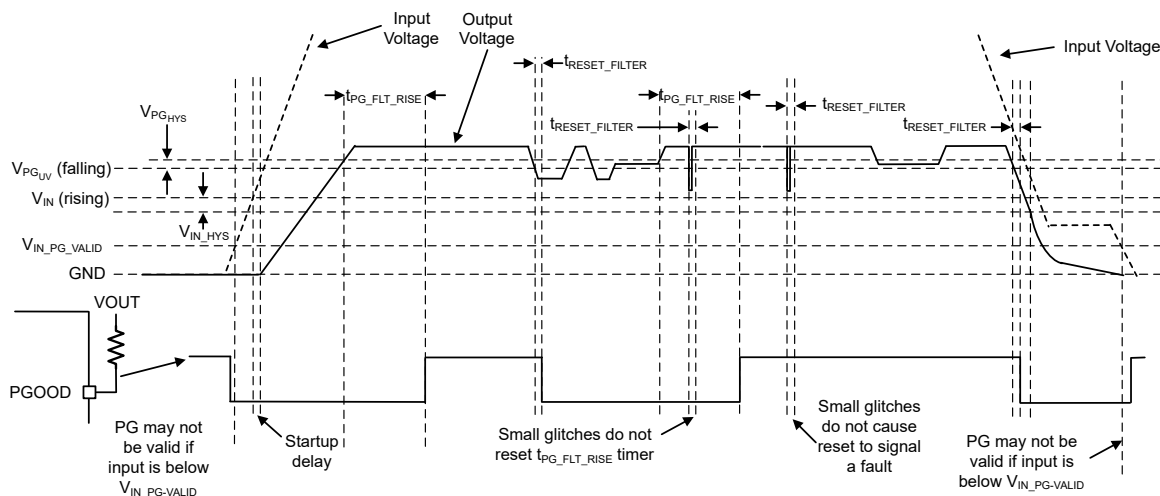 Input
Voltage
Output
Voltage
Input Voltage
tRESET_FILTER
tPG_FLT_RISE
tPG_FLT_RISE
tRESET_FILTER
tRESET_FILTER
tRESET_FILTER
VPGHYS
VPGUV (falling)
VIN (rising)
VIN_HYS
VIN_PG_VALID
GND
VOUT
PGOOD
PG may not
be valid if
input is below
VIN_PG-VALID
Startup
delay
Small glitches do not
reset tPG_FLT_RISE timer
Small glitches
do not cause
reset to signal
a fault
PG may not be
valid if input is
below VIN_PG-VALID